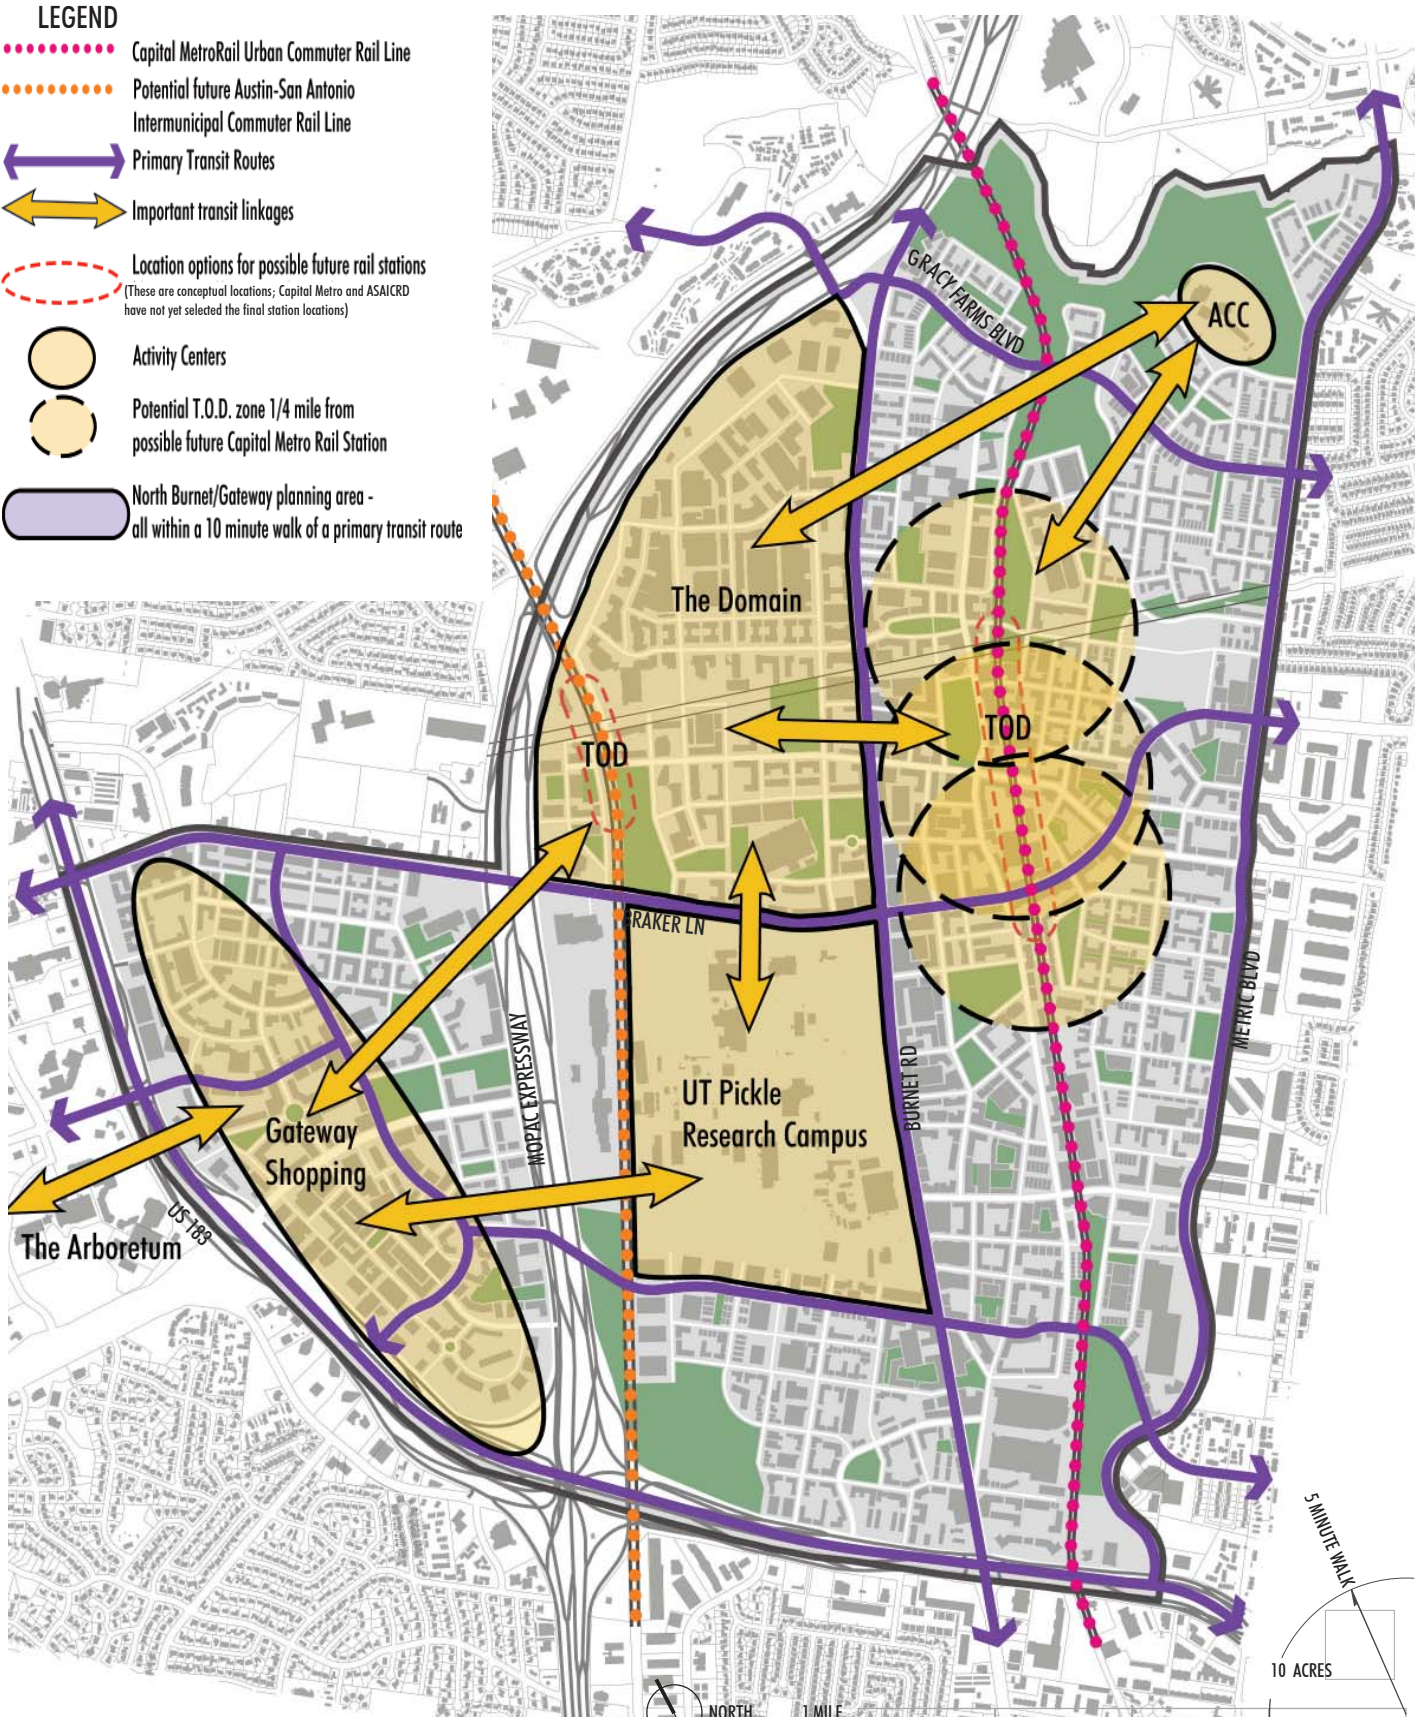 LEGEND
Capital MetroRail Urban Commuter Rail Line
Potential future Austin-San Antonio
Intermunicipal Commuter Rail Line
Primary Transit Routes
Important transit linkages
Location options for possible future rail stations
(These are conceptual locations; Capital Metro and ASAICRD
have not yet selected the final station locations)
Activity Centers
Potential T.O.D. zone 1/4 mile from
possible future Capital Metro Rail Station
North Burnet/Gateway planning area -
all within a 10 minute walk of a primary transit route
GRACY FARMS BLVD
ACC
The Domain
TOD
TOD
BRAKER LN
METRIC BLVD
MOPAC EXPRESSWAY
BURNET RD
UT Pickle
Research Campus
Gateway
Shopping
US 183
The Arboretum
5 MINUTE WALK
10 ACRES
NORTH
1 MILE